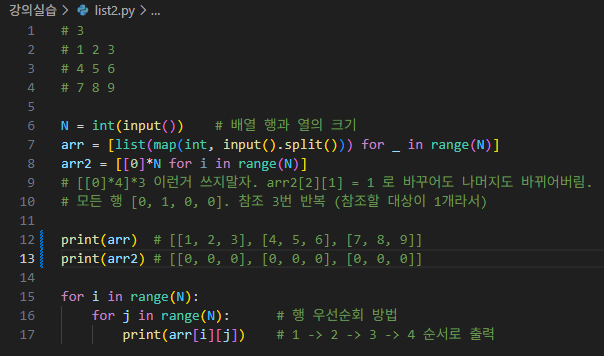 강의실습 > list2.py > ...
1 # 3
2 # 1 2 3
3 # 4 5 6
4 # 7 8 9
5
6 N = int(input())     # 배열 행과 열의 크기
7 arr = [list(map(int, input().split())) for _ in range(N)]
8 arr2 = [[0]*N for i in range(N)]
9 # [[0]*4]*3 이런거 쓰지말자. arr2[2][1] = 1 로 바꾸어도 나머지도 바뀌어버림.
10 # 모든 행 [0, 1, 0, 0]. 참조 3번 반복 (참조할 대상이 1개라서)
11
12 print(arr)  # [[1, 2, 3], [4, 5, 6], [7, 8, 9]]
13 print(arr2) # [[0, 0, 0], [0, 0, 0], [0, 0, 0]]
14
15 for i in range(N):
16     for j in range(N):      # 행 우선순회 방법
17         print(arr[i][j])    # 1 -> 2 -> 3 -> 4 순서로 출력